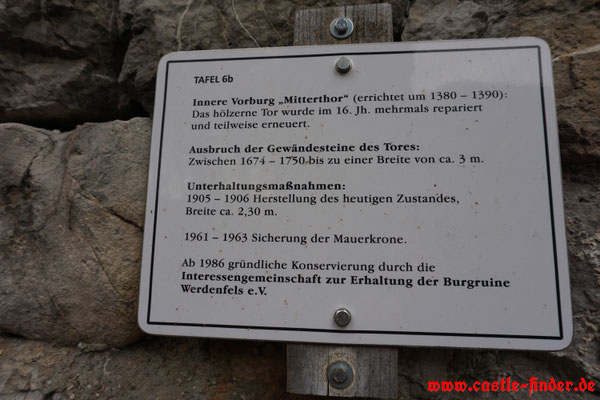 TAFEL 6b
Innere Vorburg „Mitterthor“ (errichtet um 1380 – 1390):
Das hölzerne Tor wurde im 16. Jh. mehrmals repariert
und teilweise erneuert.
Ausbruch der Gewändesteine des Tores:
Zwischen 1674 – 1750 bis zu einer Breite von ca. 3 m.
Unterhaltungsmaßnahmen:
1905 – 1906 Herstellung des heutigen Zustandes,
Breite ca. 2,30 m.
1961 – 1963 Sicherung der Mauerkrone.
Ab 1986 gründliche Konservierung durch die
Interessengemeinschaft zur Erhaltung der Burgruine
Werdenfels e.V.
www.castle-finder.de